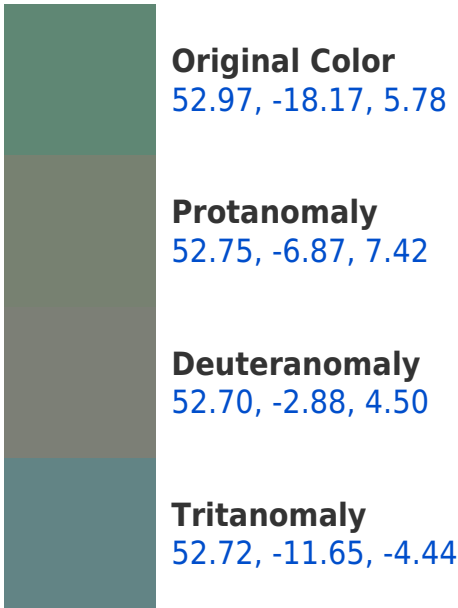 Original Color
52.97, -18.17, 5.78
Protanomaly
52.75, -6.87, 7.42
Deuteranomaly
52.70, -2.88, 4.50
Tritanomaly
52.72, -11.65, -4.44